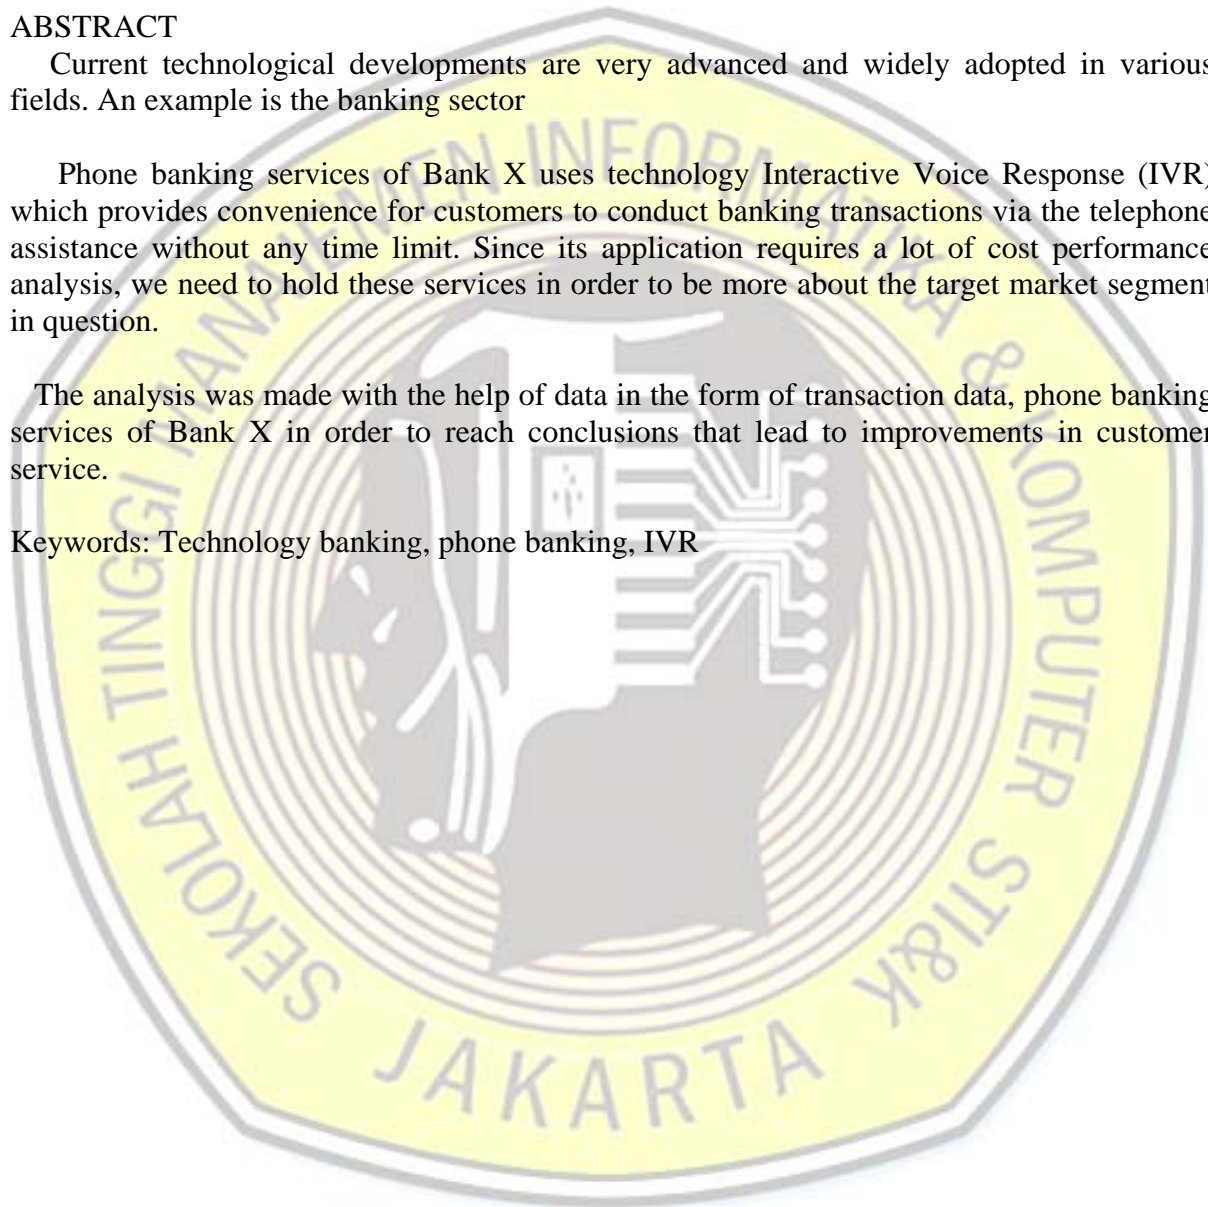 ABSTRACT
Current technological developments are very advanced and widely adopted in various
fields. An example is the banking sector
Phone banking services of Bank X uses technology Interactive Voice Response (IVR)
which provides convenience for customers to conduct banking transactions via the telephone
assistance without any time limit. Since its application requires a lot of cost performance
analysis, we need to hold these services in order to be more about the target market segment
in question.
The analysis was made with the help of data in the form of transaction data, phone banking
services of Bank X in order to reach conclusions that lead to improvements in customer
service.
Keywords: Technology banking, phone banking, IVR
SEKOLAH TINGGI MANAJEMEN INFORMATIKA & KOMPUTER STI&K
JAKARTA